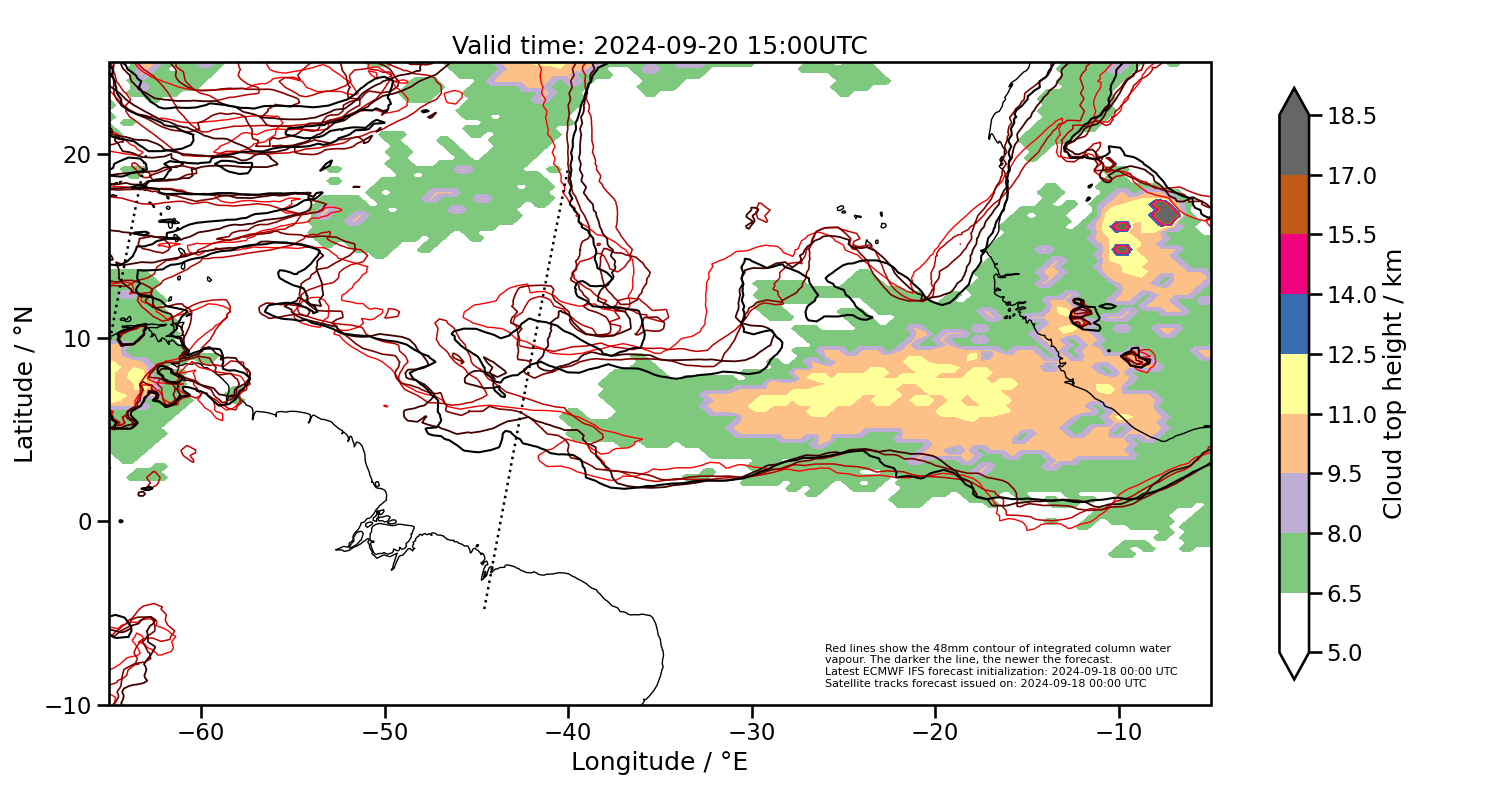 Valid time: 2024-09-20 15:00UTC
18.5
17.0
15.5
14.0
12.5
11.0
9.5
8.0
6.5
5.0
Cloud top height / km
20
10
0
−10
Latitude / °N
Red lines show the 48mm contour of integrated column water
vapour. The darker the line, the newer the forecast.
Latest ECMWF IFS forecast initialization: 2024-09-18 00:00 UTC
Satellite tracks forecast issued on: 2024-09-18 00:00 UTC
−60 −50 −40 −30 −20 −10
Longitude / °E